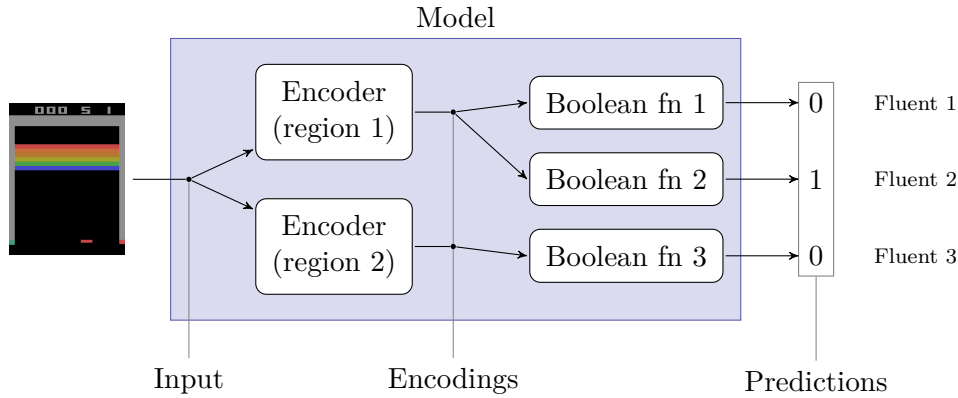 Model
000 5 1
Encoder
(region 1)
Boolean fn 1
0
Fluent 1
Boolean fn 2
1
Fluent 2
Encoder
(region 2)
Boolean fn 3
0
Fluent 3
Input
Encodings
Predictions